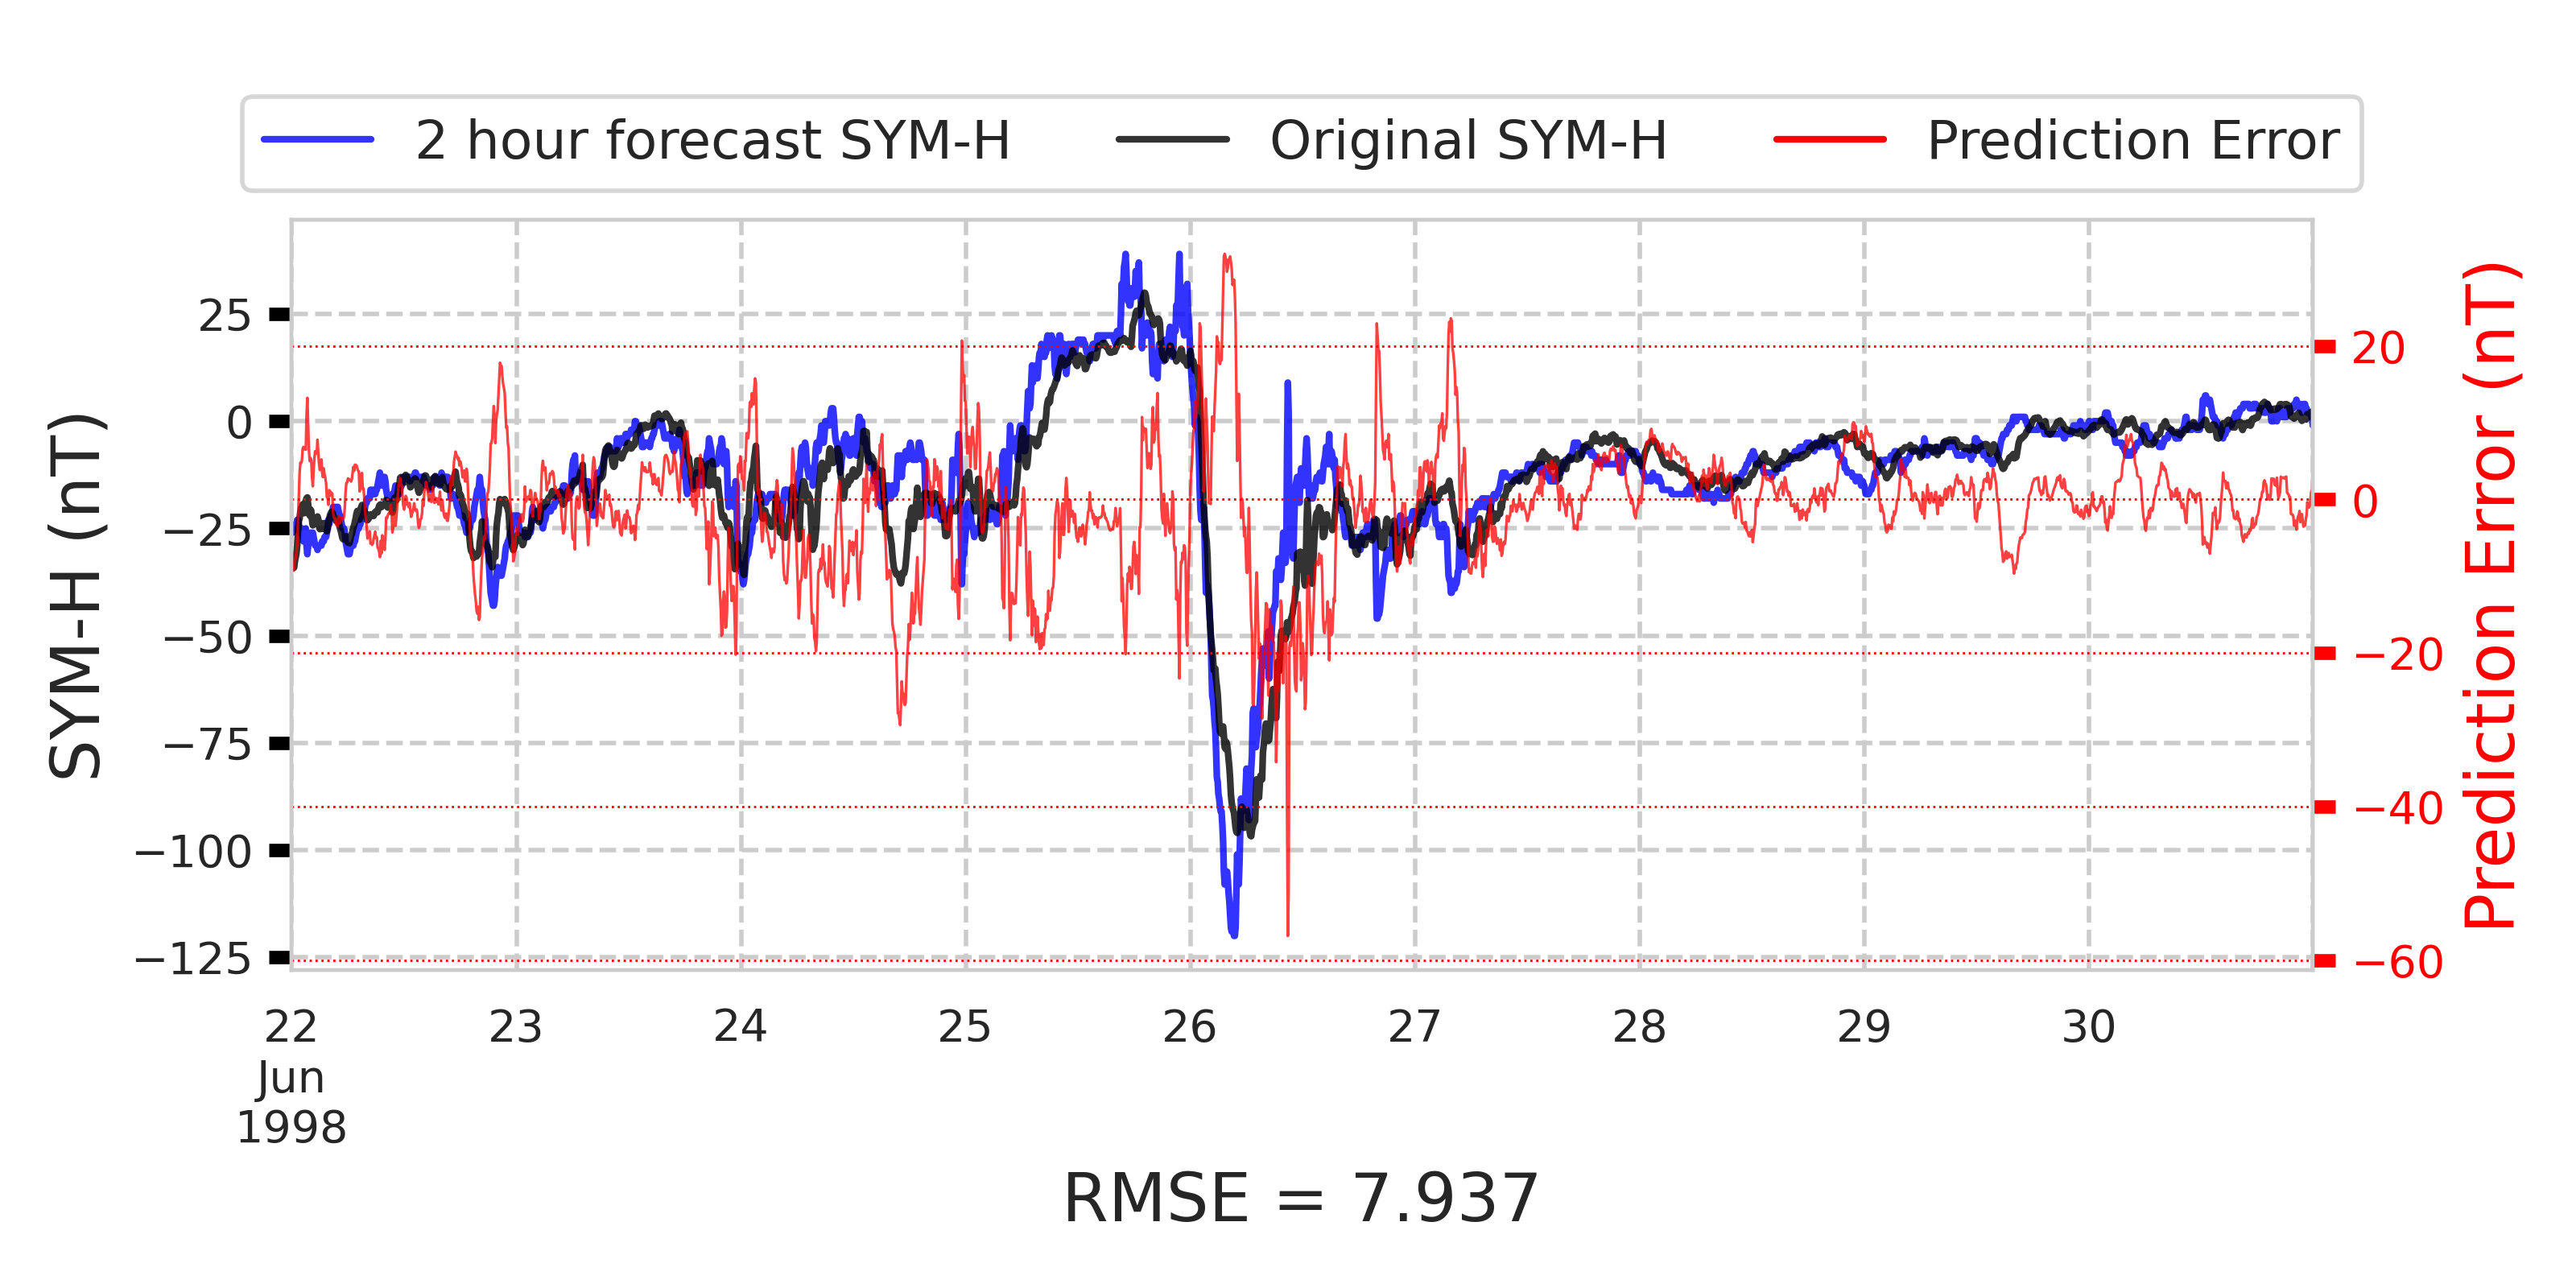 2 hour forecast SYM-H Original SYM-H Prediction Error
SYM-H (nT)
25
0
−25
−50
−75
−100
−125
20
0
−20
−40
−60
Prediction Error (nT)
22 23 24 25 26 27 28 29 30
Jun
1998
RMSE = 7.937